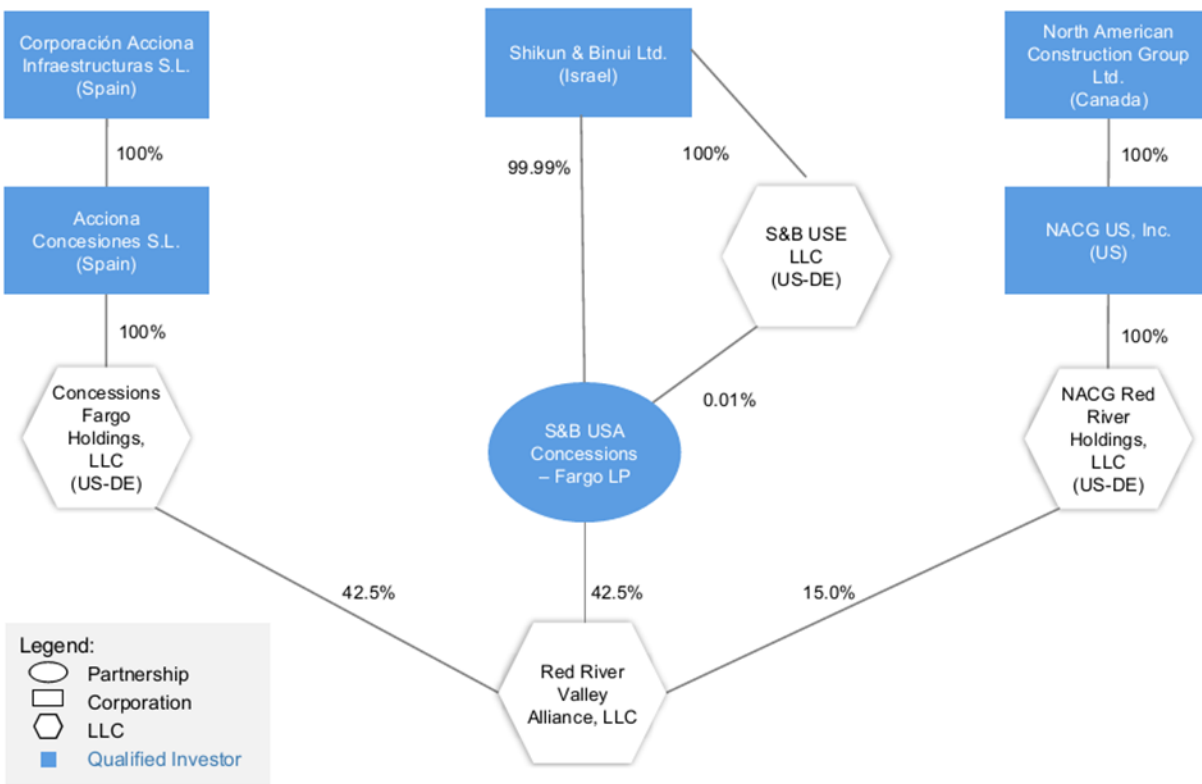 Corporación Acciona
Infraestructuras S.L.
(Spain)
Shikun & Binui Ltd.
(Israel)
North American
Construction Group
Ltd.
(Canada)
100%
99.99%
100%
100%
Acciona
Concesiones S.L.
(Spain)
S&B USE
LLC
(US-DE)
NACG US, Inc.
(US)
100%
0.01%
100%
Concessions
Fargo
Holdings,
LLC
(US-DE)
S&B USA
Concessions
– Fargo LP
NACG Red
River
Holdings,
LLC
(US-DE)
42.5%
42.5%
15.0%
Red River
Valley
Alliance, LLC
Legend:
Partnership
Corporation
LLC
Qualified Investor